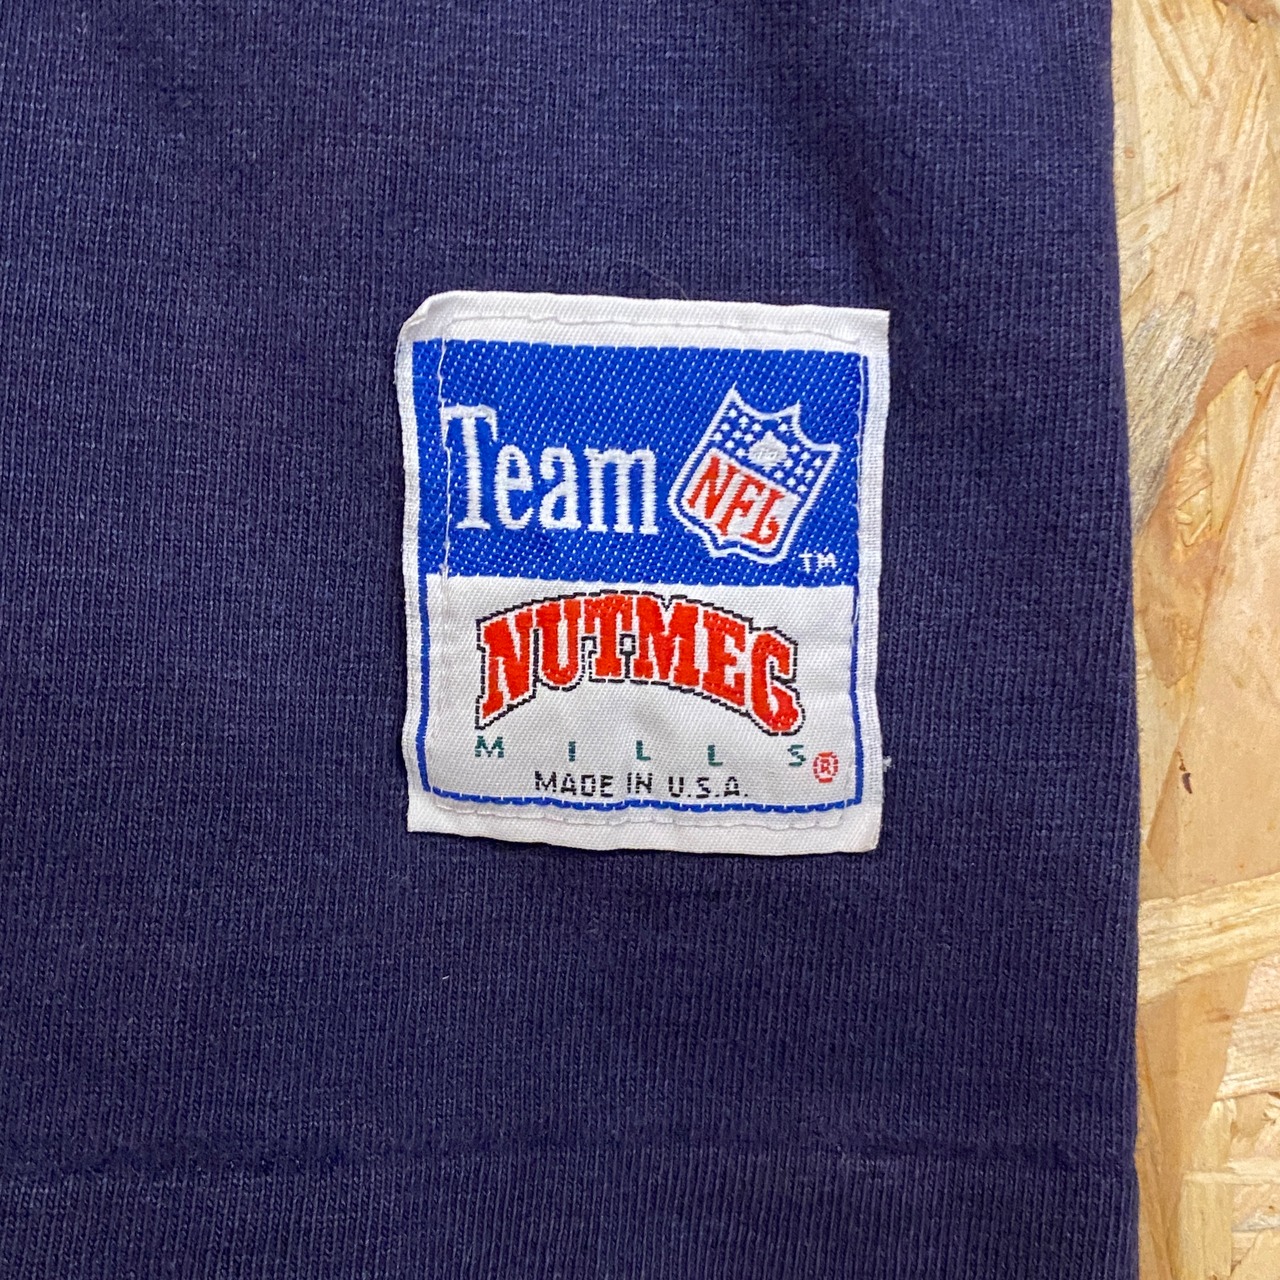 Team NFL ™
NUTMEG
MILLS®
MADE IN U.S.A.